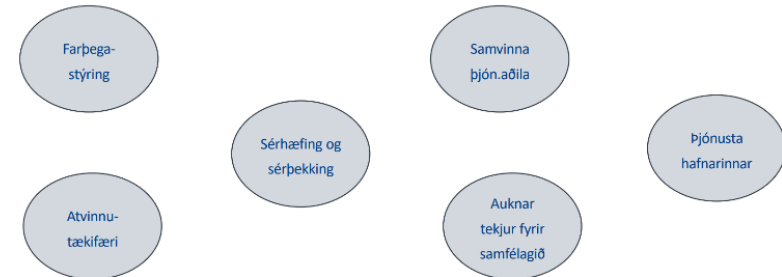 Farþega-
stýring
Samvinna
þjón.aðila
Sérhæfing og
sérþekking
Þjónusta
hafnarinnar
Atvinnu-
tækifæri
Auknar
tekjur fyrir
samfélagið